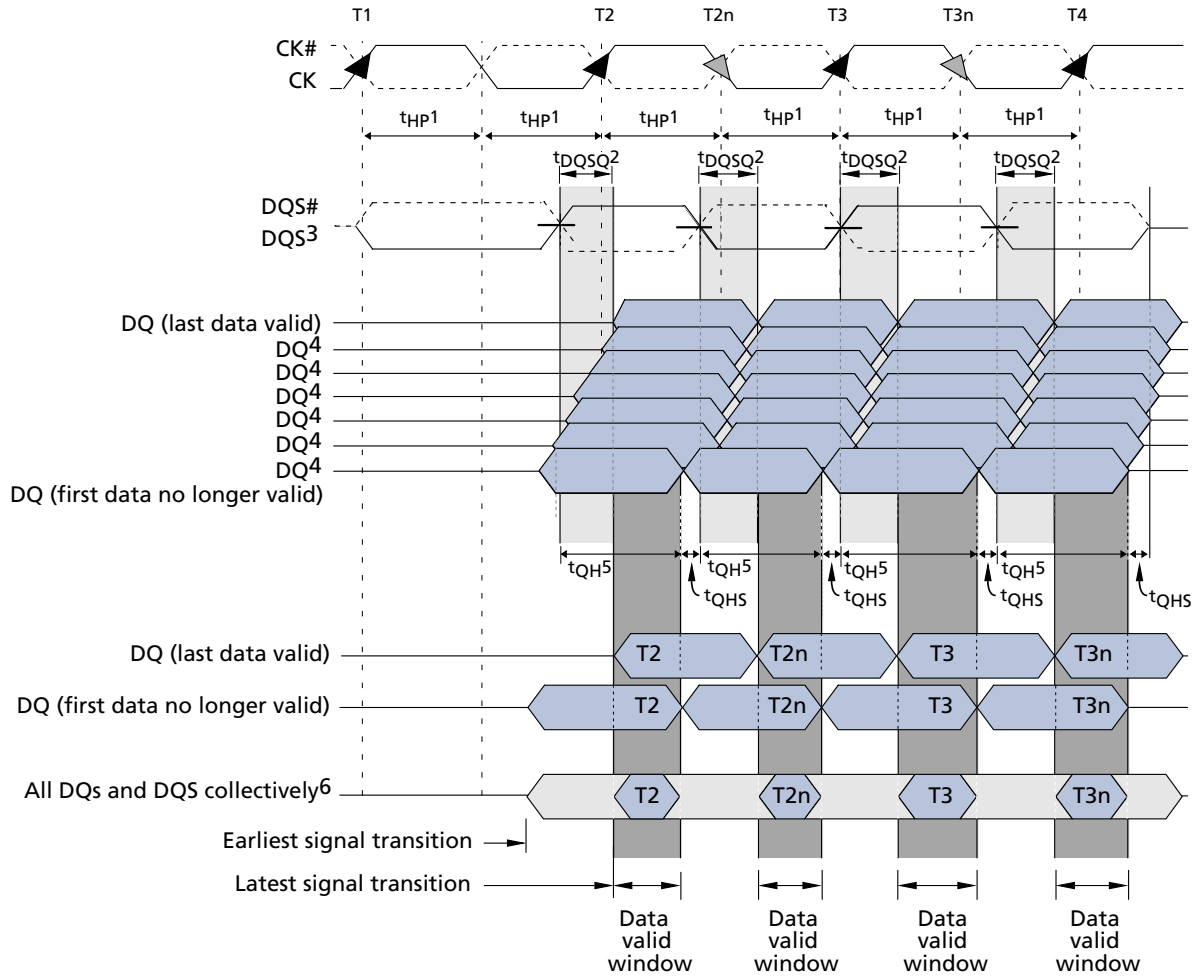 T1 T2 T2n T3 T3n T4
CK#
CK
tHP1 tHP1 tHP1 tHP1 tHP1 tHP1
tDQSQ2 tDQSQ2 tDQSQ2 tDQSQ2
DQS#
DQS3
DQ (last data valid)
DQ4
DQ4
DQ4
DQ4
DQ4
DQ4
DQ (first data no longer valid)
tQH5 tQH5 tQH5 tQH5
tQHS tQHS tQHS tQHS
DQ (last data valid) T2 T2n T3 T3n
DQ (first data no longer valid) T2 T2n T3 T3n
All DQs and DQS collectively6 T2 T2n T3 T3n
Earliest signal transition
Latest signal transition
Data Data Data Data
valid valid valid valid
window window window window